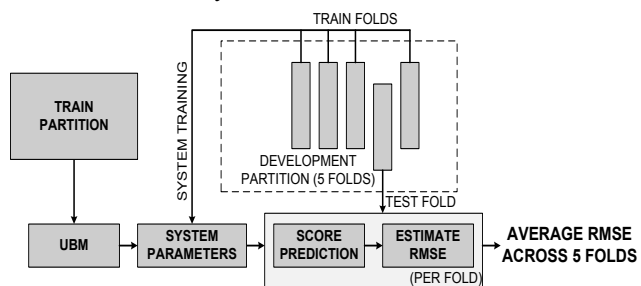 TRAIN FOLDS
TRAIN
PARTITION
SYSTEM TRAINING
DEVELOPMENT
PARTITION (5 FOLDS)
TEST FOLD
UBM
SYSTEM
PARAMETERS
SCORE
PREDICTION
ESTIMATE
RMSE
(PER FOLD)
AVERAGE RMSE
ACROSS 5 FOLDS